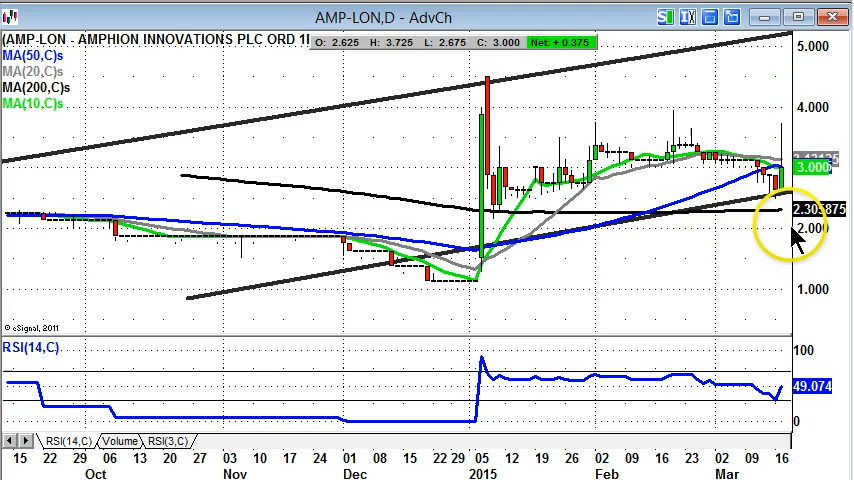 AMP-LON,D - AdvCh
(AMP-LON - AMPHION INNOVATIONS PLC ORD 1
O: 2.625 H: 3.725 L: 2.675 C: 3.000 Net: + 0.375
MA(50,C)s
MA(20,C)s
MA(200,C)s
MA(10,C)s
5.000
4.000
3.000
2.000
1.000
© eSignal, 2011
RSI(14,C)
100
49.074
0
RSI(14,C) Volume RSI(3,C)
15 22 29 06 13 20 27 03 10 17 24 01 08 15 22 29 05 12 19 26 02 09 16 23 02 09 16
Oct Nov Dec 2015 Feb Mar